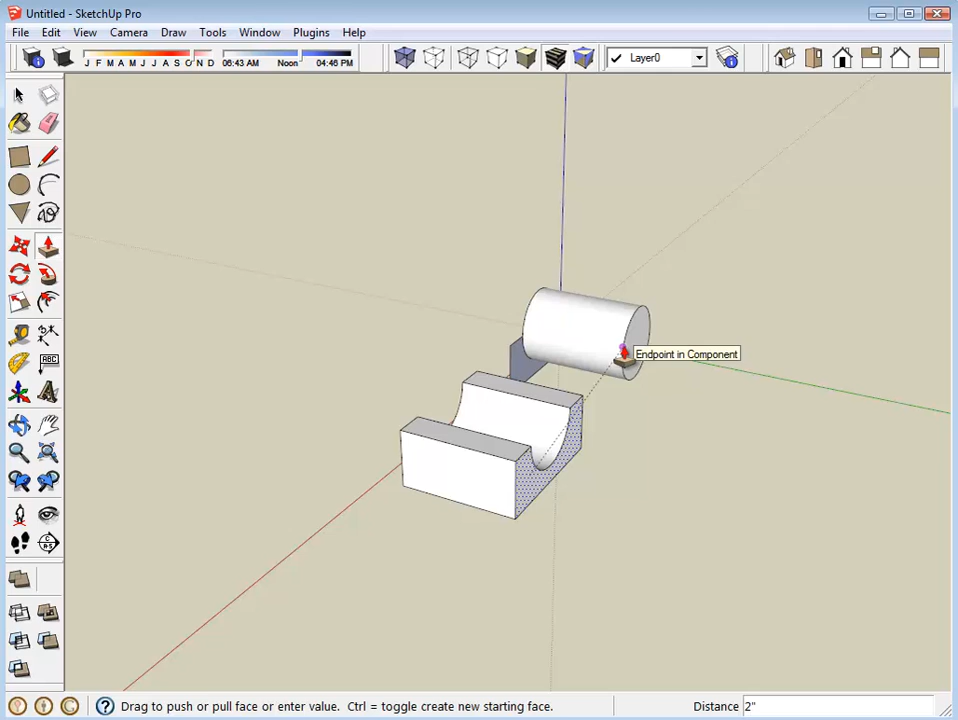 Untitled - SketchUp Pro
File Edit View Camera Draw Tools Window Plugins Help
J F M A M J J A S O N D 06:43 AM Noon 04:46 PM Layer0
ABC
Endpoint in Component
Drag to push or pull face or enter value. Ctrl = toggle create new starting face. Distance 2"